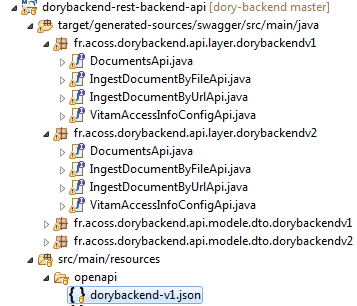 dorybackend-rest-backend-api [dory-backend master]
target/generated-sources/swagger/src/main/java
fr.acoss.dorybackend.api.layer.dorybackendv1
DocumentsApi.java
IngestDocumentByFileApi.java
IngestDocumentByUrlApi.java
VitamAccessInfoConfigApi.java
fr.acoss.dorybackend.api.layer.dorybackendv2
DocumentsApi.java
IngestDocumentByFileApi.java
IngestDocumentByUrlApi.java
VitamAccessInfoConfigApi.java
fr.acoss.dorybackend.api.modele.dto.dorybackendv1
fr.acoss.dorybackend.api.modele.dto.dorybackendv2
src/main/resources
openapi
dorybackend-v1.json